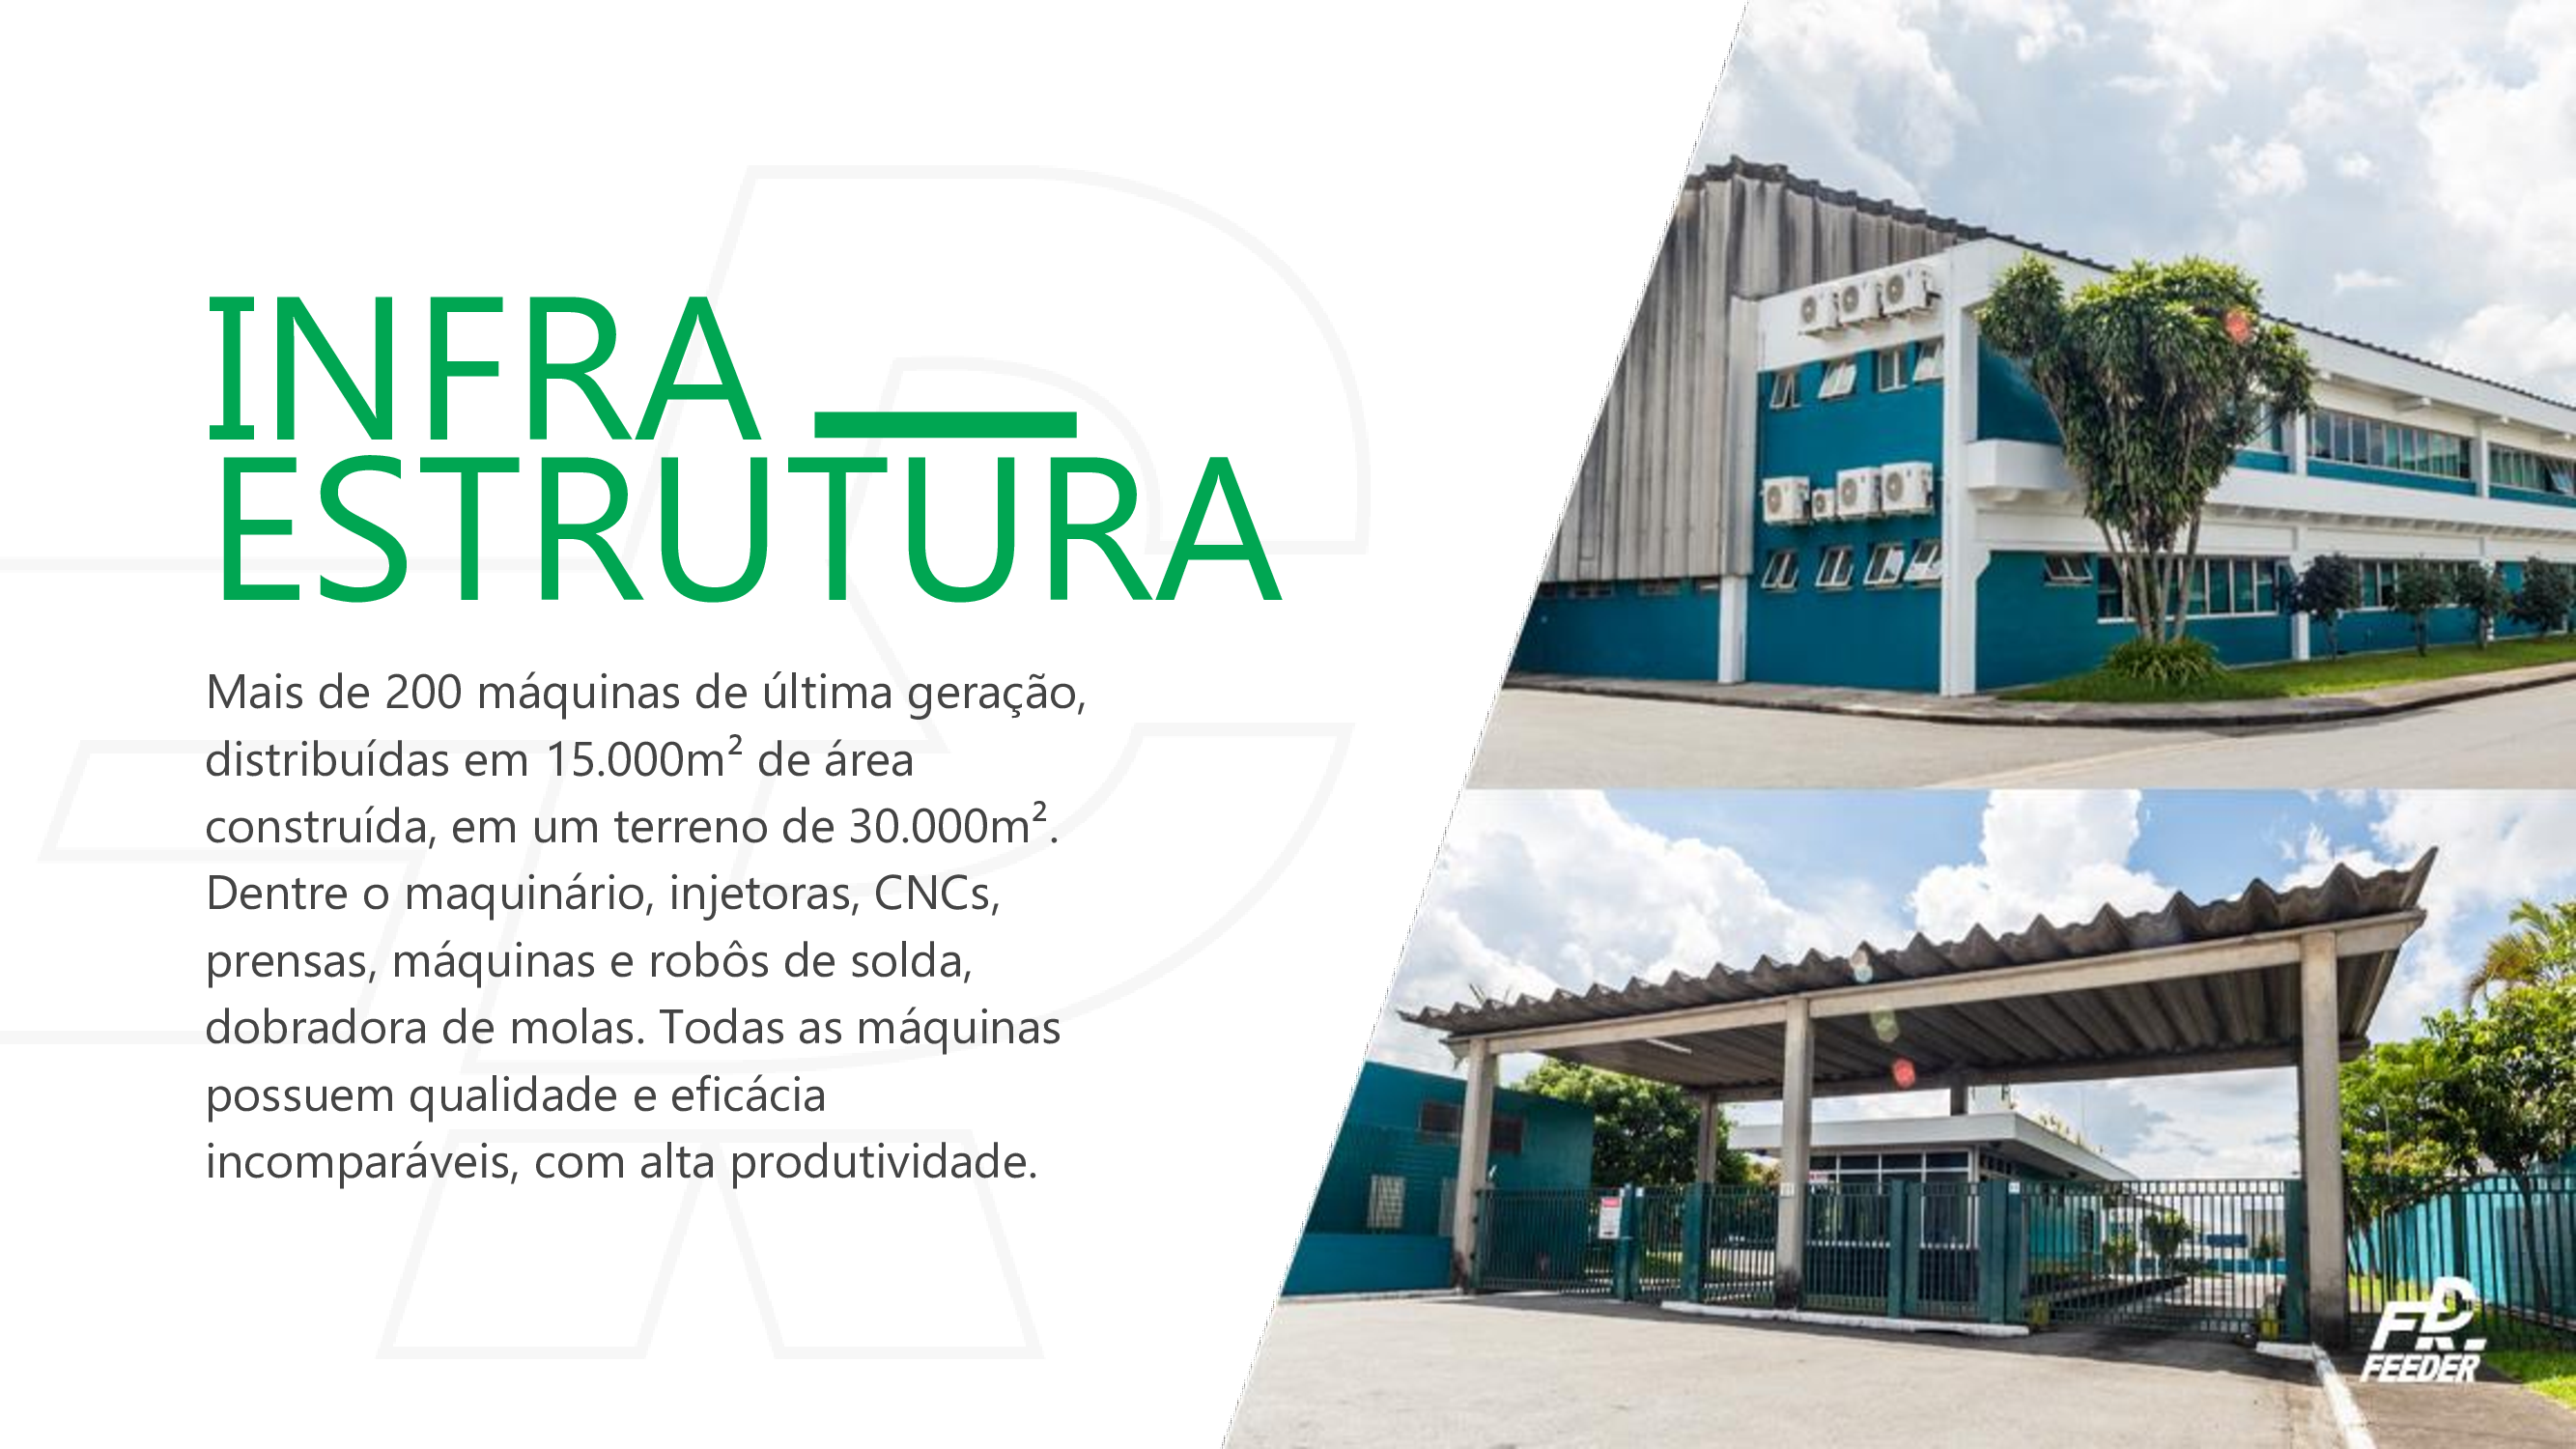 INFRA
ESTRUTURA
Mais de 200 máquinas de última geração,
distribuídas em 15.000m² de área
construída, em um terreno de 30.000m².
Dentre o maquinário, injetoras, CNCs,
prensas, máquinas e robôs de solda,
dobradora de molas. Todas as máquinas
possuem qualidade e eficácia
incomparáveis, com alta produtividade.
FR.
FEEDER